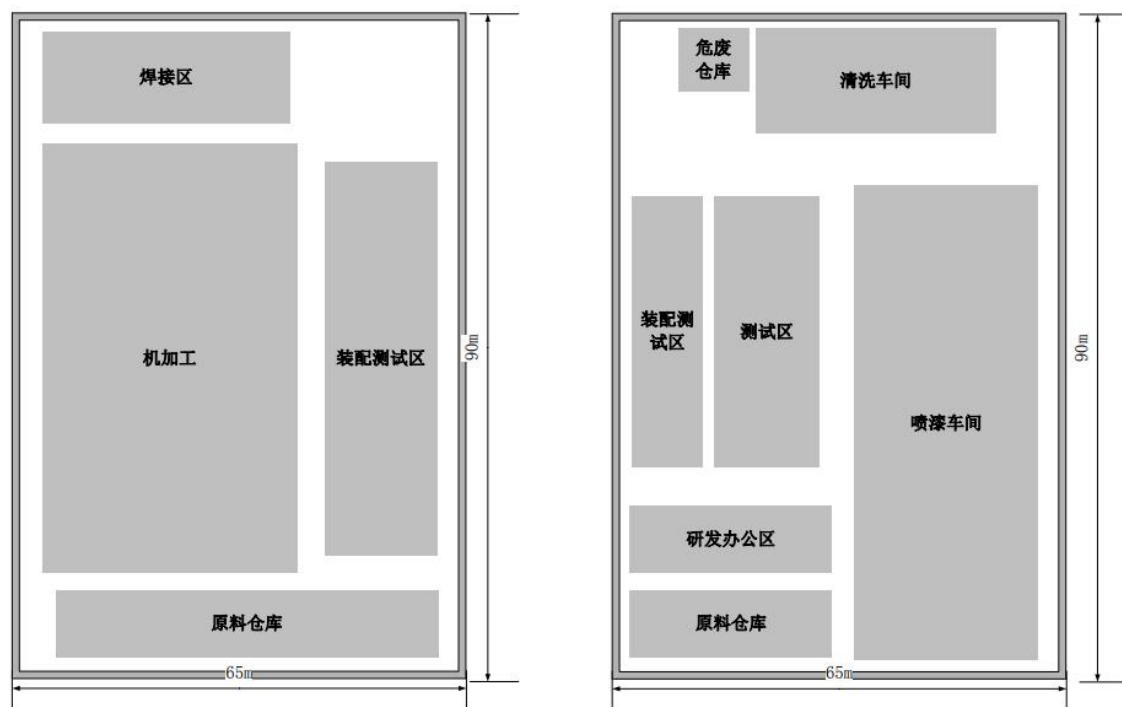 焊接区
机加工
装配测试区
原料仓库
65m
90m
危废
仓库
清洗车间
装配测
试区
测试区
喷漆车间
研发办公区
原料仓库
65m
90m